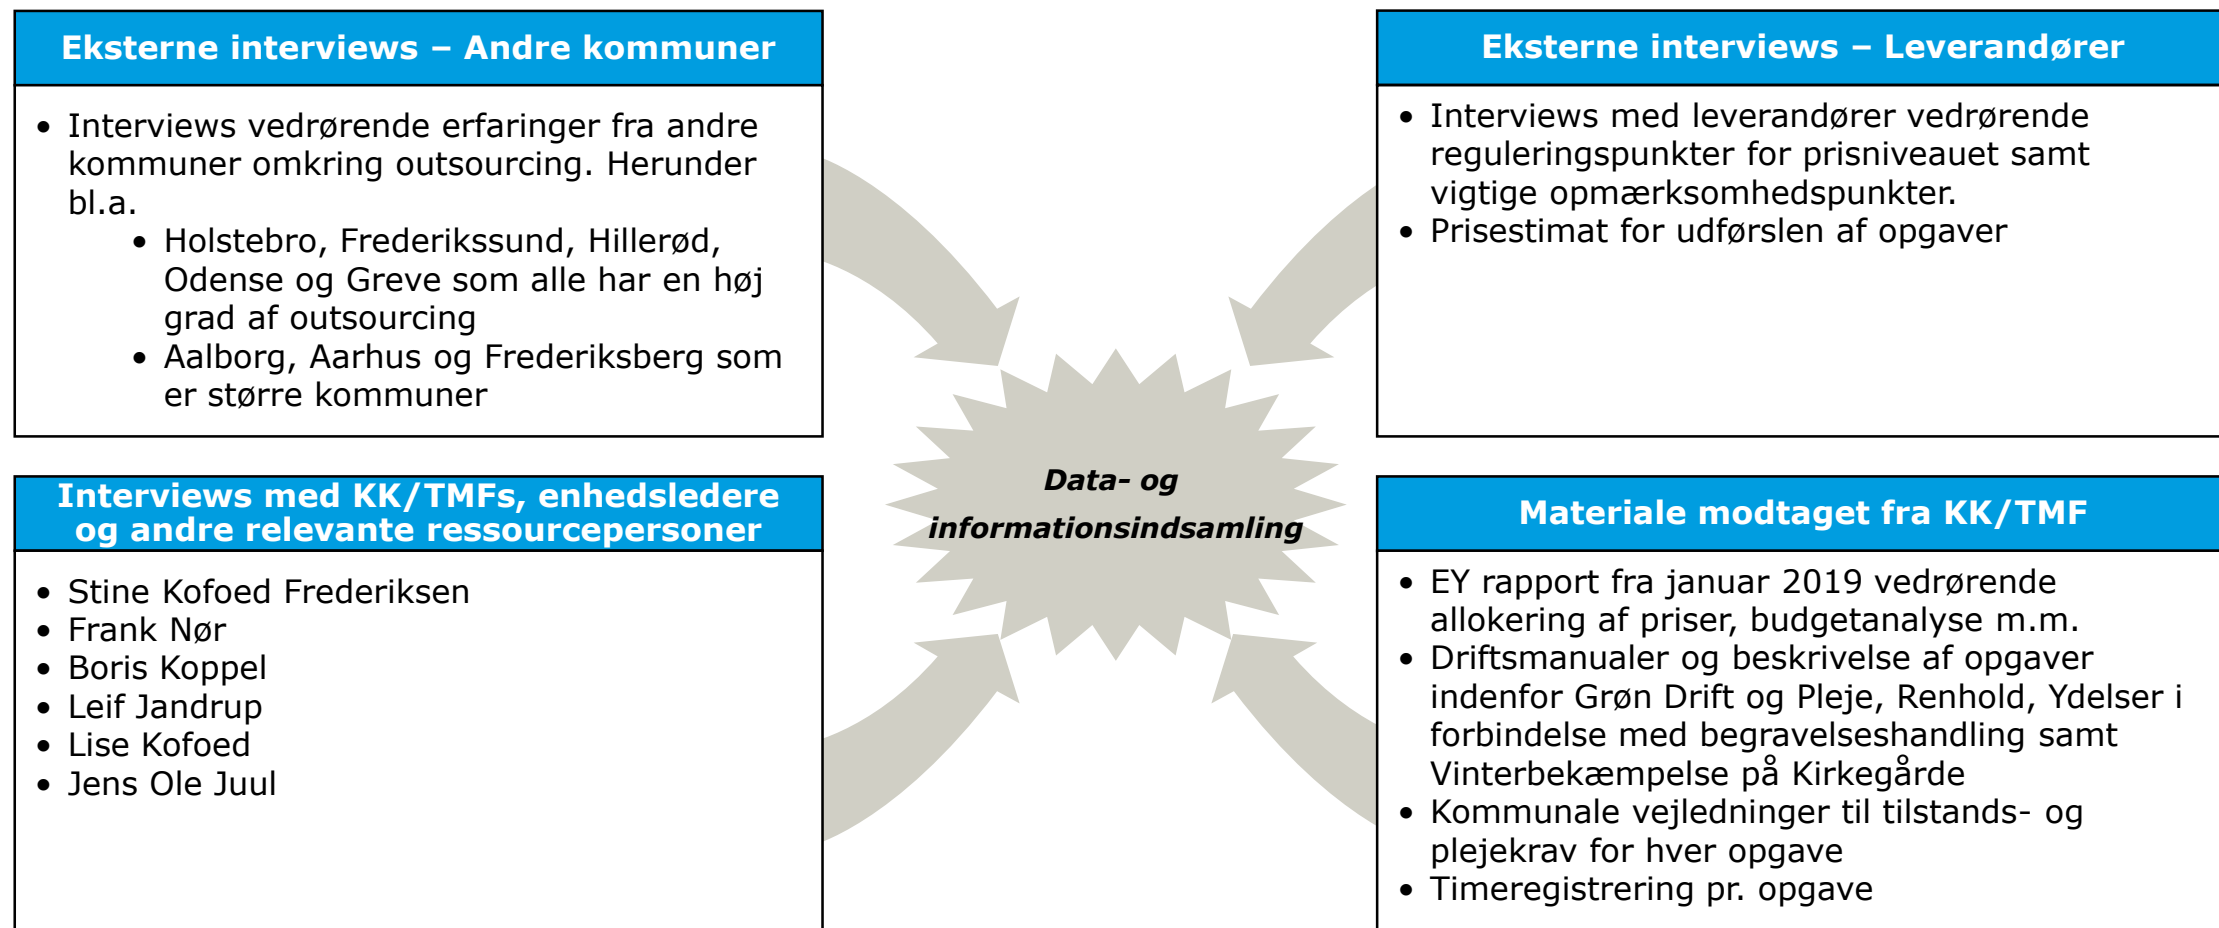 Eksterne interviews – Andre kommuner
• Interviews vedrørende erfaringer fra andre
kommuner omkring outsourcing. Herunder
bl.a.
• Holstebro, Frederikssund, Hillerød,
Odense og Greve som alle har en høj
grad af outsourcing
• Aalborg, Aarhus og Frederiksberg som
er større kommuner
Eksterne interviews – Leverandører
• Interviews med leverandører vedrørende
reguleringspunkter for prisniveauet samt
vigtige opmærksomhedspunkter.
• Prisestimat for udførslen af opgaver
Data- og
informationsindsamling
Interviews med KK/TMFs, enhedsledere
og andre relevante ressourcepersoner
• Stine Kofoed Frederiksen
• Frank Nør
• Boris Koppel
• Leif Jandrup
• Lise Kofoed
• Jens Ole Juul
Materiale modtaget fra KK/TMF
• EY rapport fra januar 2019 vedrørende
allokering af priser, budgetanalyse m.m.
• Driftsmanualer og beskrivelse af opgaver
indenfor Grøn Drift og Pleje, Renhold, Ydelser i
forbindelse med begravelseshandling samt
Vinterbekæmpelse på Kirkegårde
• Kommunale vejledninger til tilstands- og
plejekrav for hver opgave
• Timeregistrering pr. opgave